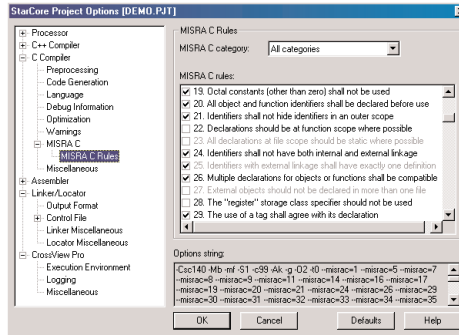 StarCore Project Options [DEMO.PJT]
Processor
C++ Compiler
C Compiler
Preprocessing
Code Generation
Language
Debug Information
Optimization
Warnings
MISRA C
MISRA C Rules
Miscellaneous
Assembler
Linker/Locator
Output Format
Control File
Linker Miscellaneous
Locator Miscellaneous
CrossView Pro
Execution Environment
Logging
Miscellaneous
MISRA C Rules
MISRA C category: All categories
MISRA C rules:
19. Octal constants (other than zero) shall not be used
20. All object and function identifiers shall be declared before use
21. Identifiers shall not hide identifiers in an outer scope
22. Declarations should be at function scope where possible
23. All declarations at file scope should be static where possible
24. Identifiers shall not have both internal and external linkage
25. Identifiers with external linkage shall have exactly one definition
26. Multiple declarations for objects or functions shall be compatible
27. External objects should not be declared in more than one file
28. The "register" storage class specifier should not be used
29. The use of a tag shall agree with its declaration
Options string:
-Csc140 -Mb -mf -S1 -c99 -Ak -g -O2 -t0 --misrac=1 --misrac=5 --misrac=7
--misrac=8 --misrac=9 --misrac=11 --misrac=14 --misrac=16 --misrac=17
--misrac=19 --misrac=20 --misrac=21 --misrac=24 --misrac=26 --misrac=29
--misrac=30 --misrac=31 --misrac=32 --misrac=33 --misrac=34 --misrac=35
OK Cancel Defaults Help